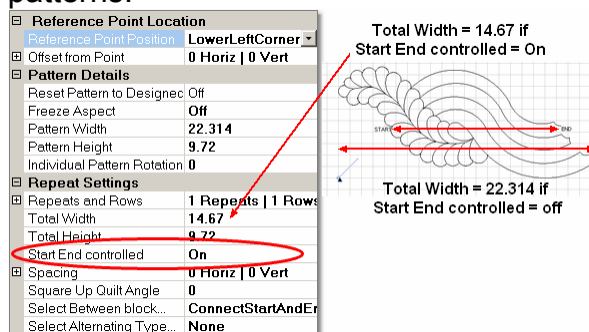 patterns.
Reference Point Location
Reference Point Position LowerLeftCorner
Offset from Point 0 Horiz | 0 Vert
Pattern Details
Reset Pattern to Designec Off
Freeze Aspect Off
Pattern Width 22.314
Pattern Height 9.72
Individual Pattern Rotation 0
Repeat Settings
Repeats and Rows 1 Repeats | 1 Rows
Total Width 14.67
Total Height 9.72
Start End controlled On
Spacing 0 Horiz | 0 Vert
Square Up Quilt Angle 0
Select Between block... ConnectStartAndEn
Select Alternating Type... None
Total Width = 14.67 if
Start End controlled = On
START
END
Total Width = 22.314 if
Start End controlled = off